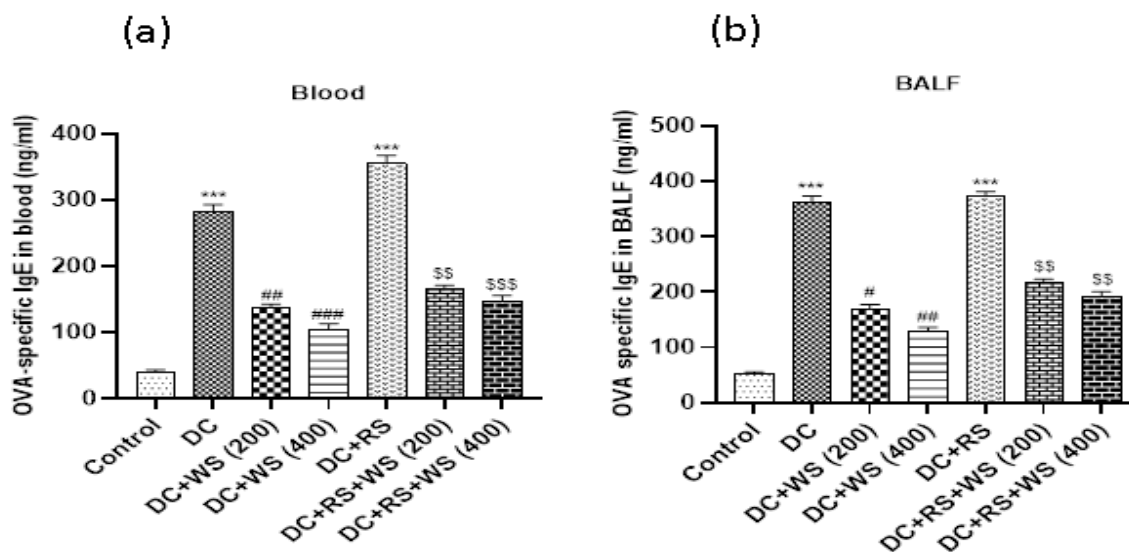 (a)
Blood
OVA-specific IgE in blood (ng/ml)
400
300
200
100
0
***
##
###
***
$$
$$$
Control
DC
DC+WS (200)
DC+WS (400)
DC+RS
DC+RS+WS (200)
DC+RS+WS (400)
(b)
BALF
OVA specific IgE in BALF (ng/ml)
500
400
300
200
100
0
***
#
##
***
$$
$$
Control
DC
DC+WS (200)
DC+WS (400)
DC+RS
DC+RS+WS (200)
DC+RS+WS (400)